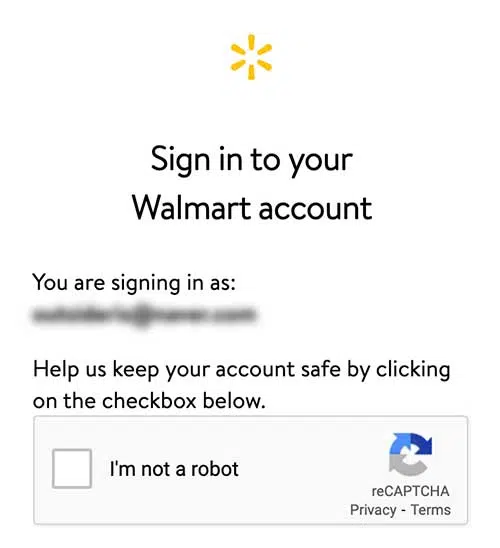 Sign in to your
Walmart account
You are signing in as:
Help us keep your account safe by clicking
on the checkbox below.
I'm not a robot
reCAPTCHA
Privacy - Terms